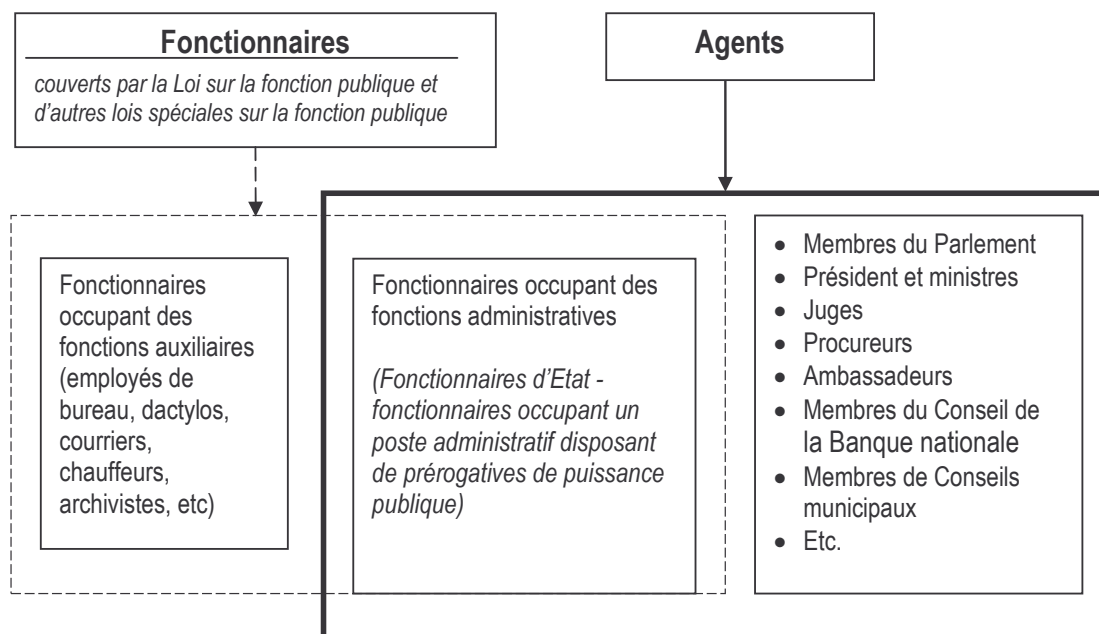 Fonctionnaires
couverts par la Loi sur la fonction publique et
d'autres lois spéciales sur la fonction publique
Agents
Fonctionnaires
occupant des
fonctions auxiliaires
(employés de
bureau, dactylos,
courriers,
chauffeurs,
archivistes, etc)
Fonctionnaires occupant des
fonctions administratives
(Fonctionnaires d'Etat -
fonctionnaires occupant un
poste administratif disposant
de prérogatives de puissance
publique)
• Membres du Parlement
• Président et ministres
• Juges
• Procureurs
• Ambassadeurs
• Membres du Conseil de
la Banque nationale
• Membres de Conseils
municipaux
• Etc.